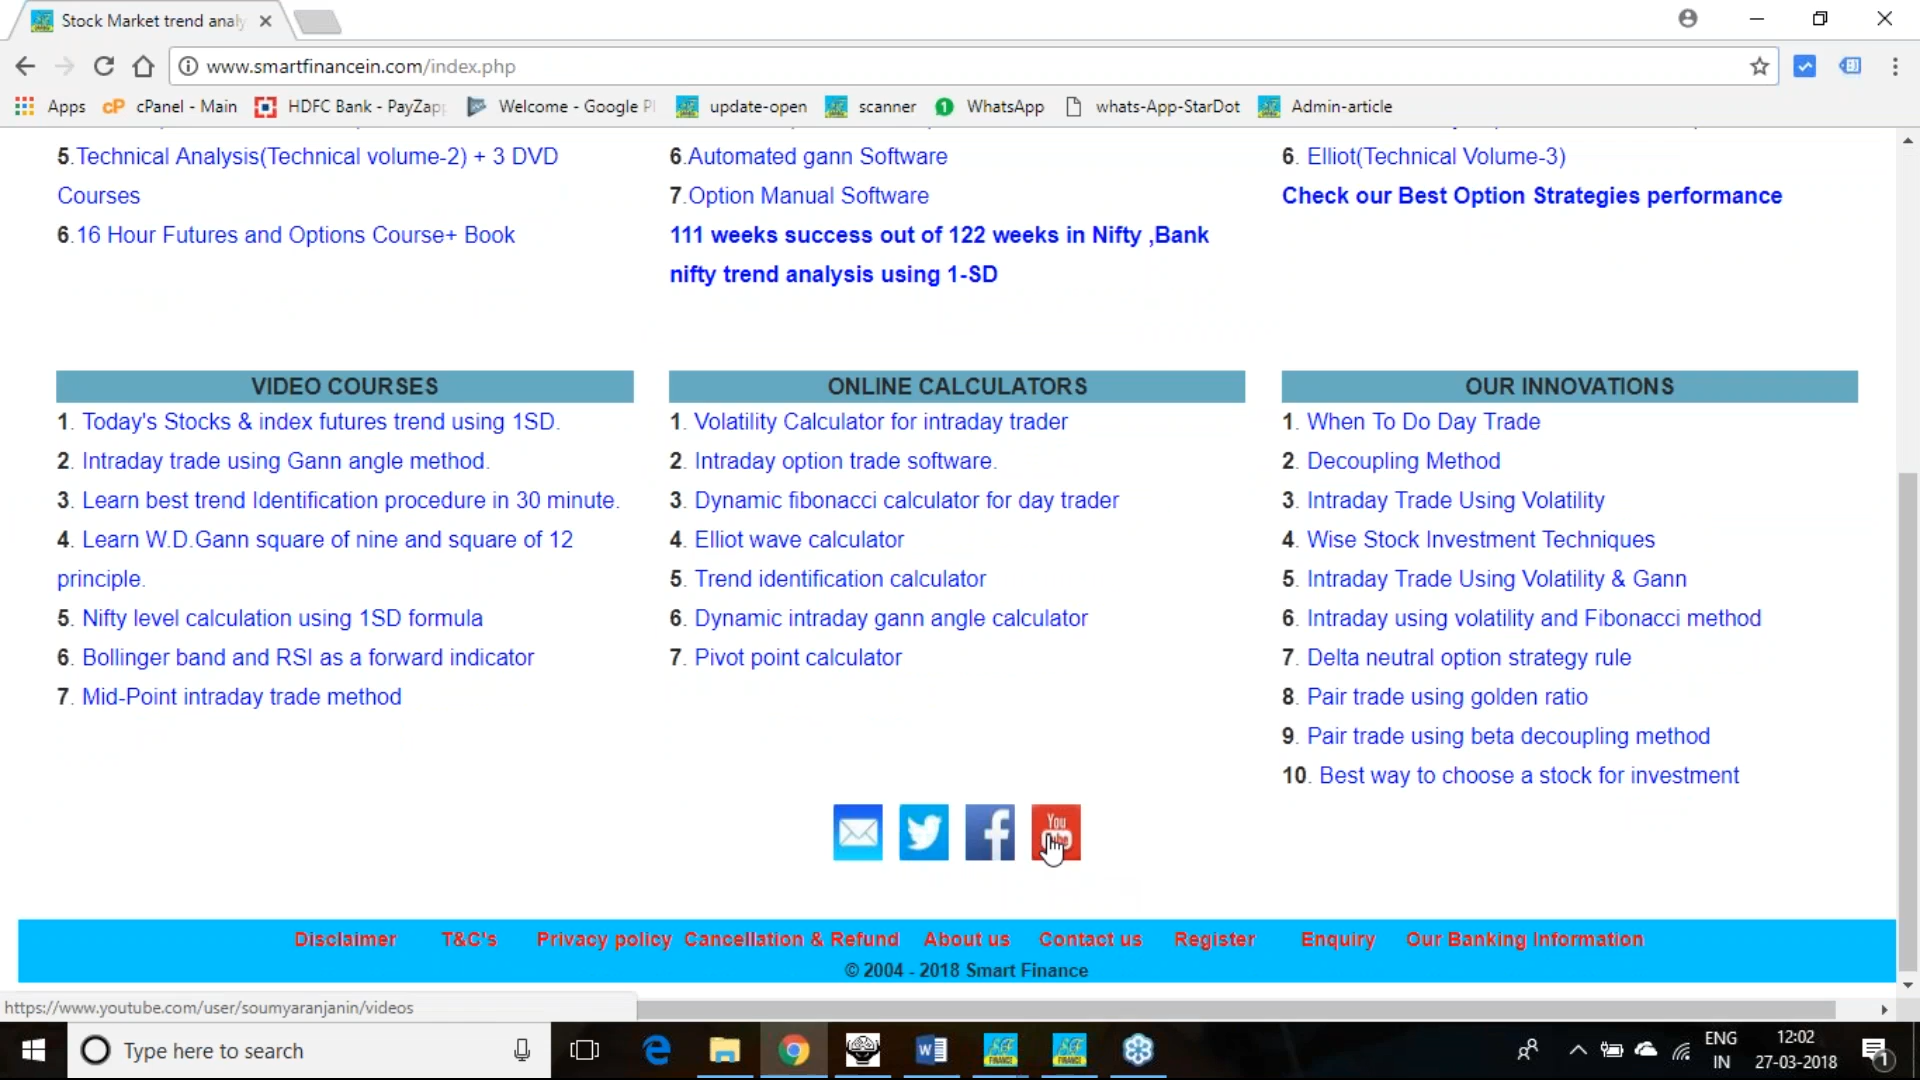 Stock Market trend analy
www.smartfinancein.com/index.php
Apps cPanel - Main HDFC Bank - PayZapp Welcome - Google Pl update-open scanner WhatsApp whats-App-StarDot Admin-article
5.Technical Analysis(Technical volume-2) + 3 DVD
Courses
6.16 Hour Futures and Options Course+ Book
6.Automated gann Software
7.Option Manual Software
111 weeks success out of 122 weeks in Nifty ,Bank
nifty trend analysis using 1-SD
6. Elliot(Technical Volume-3)
Check our Best Option Strategies performance
VIDEO COURSES
1. Today's Stocks & index futures trend using 1SD.
2. Intraday trade using Gann angle method.
3. Learn best trend Identification procedure in 30 minute.
4. Learn W.D.Gann square of nine and square of 12
principle.
5. Nifty level calculation using 1SD formula
6. Bollinger band and RSI as a forward indicator
7. Mid-Point intraday trade method
ONLINE CALCULATORS
1. Volatility Calculator for intraday trader
2. Intraday option trade software.
3. Dynamic fibonacci calculator for day trader
4. Elliot wave calculator
5. Trend identification calculator
6. Dynamic intraday gann angle calculator
7. Pivot point calculator
OUR INNOVATIONS
1. When To Do Day Trade
2. Decoupling Method
3. Intraday Trade Using Volatility
4. Wise Stock Investment Techniques
5. Intraday Trade Using Volatility & Gann
6. Intraday using volatility and Fibonacci method
7. Delta neutral option strategy rule
8. Pair trade using golden ratio
9. Pair trade using beta decoupling method
10. Best way to choose a stock for investment
You
Disclaimer T&C's Privacy policy Cancellation & Refund About us Contact us Register Enquiry Our Banking Information
© 2004 - 2018 Smart Finance
https://www.youtube.com/user/soumyaranjanin/videos
Type here to search
ENG
IN
12:02
27-03-2018
1